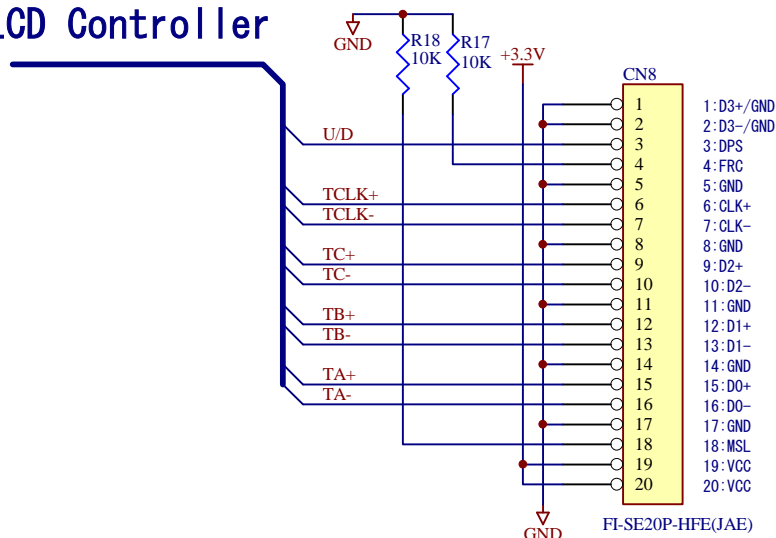 LCD Controller
GND
R18
10K
R17
10K
+3.3V
CN8
U/D
TCLK+
TCLK-
TC+
TC-
TB+
TB-
TA+
TA-
1
2
3
4
5
6
7
8
9
10
11
12
13
14
15
16
17
18
19
20
1:D3+/GND
2:D3-/GND
3:DPS
4:FRC
5:GND
6:CLK+
7:CLK-
8:GND
9:D2+
10:D2-
11:GND
12:D1+
13:D1-
14:GND
15:D0+
16:D0-
17:GND
18:MSL
19:VCC
20:VCC
GND
FI-SE20P-HFE(JAE)